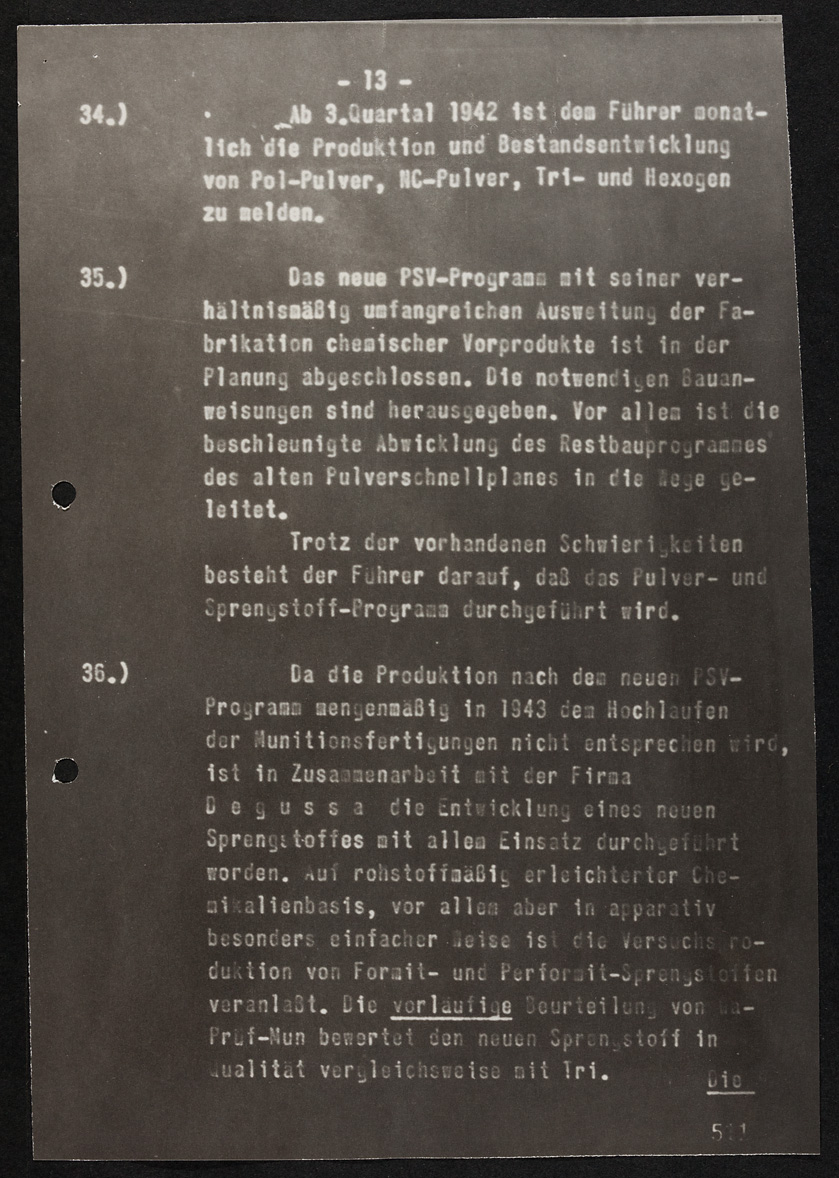 - 13 -
34.) Ab 3.Quartal 1942 ist dem Führer monat-
lich die Produktion und Bestandsentwicklung
von Pol-Pulver, NC-Pulver, Tri- und Hexogen
zu melden.
35.) Das neue PSV-Programm mit seiner ver-
hältnismäßig umfangreichen Ausweitung der Fa-
brikation chemischer Vorprodukte ist in der
Planung abgeschlossen. Die notwendigen Bauan-
weisungen sind herausgegeben. Vor allem ist die
beschleunigte Abwicklung des Restbauprogrammes
des alten Pulverschnellplanes in die Wege ge-
leitet.
Trotz der vorhandenen Schwierigkeiten
besteht der Führer darauf, daß das Pulver- und
Sprengstoff-Programm durchgeführt wird.
36.) Da die Produktion nach dem neuen PSV-
Programm mengenmäßig in 1943 dem Hochlaufen
der Munitionsfertigungen nicht entsprechen wird,
ist in Zusammenarbeit mit der Firma
D e g u s s a die Entwicklung eines neuen
Sprengstoffes mit allem Einsatz durchgeführt
worden. Auf rohstoffmäßig erleichterter Che-
mikalienbasis, vor allem aber in apparativ
besonders einfacher Weise ist die Versuchspro-
duktion von Formit- und Performit-Sprengstoffen
veranlaßt. Die vorläufige Beurteilung von Wa-
Prüf-Mun bewertet den neuen Sprengstoff in
Qualität vergleichsweise mit Tri.
Die